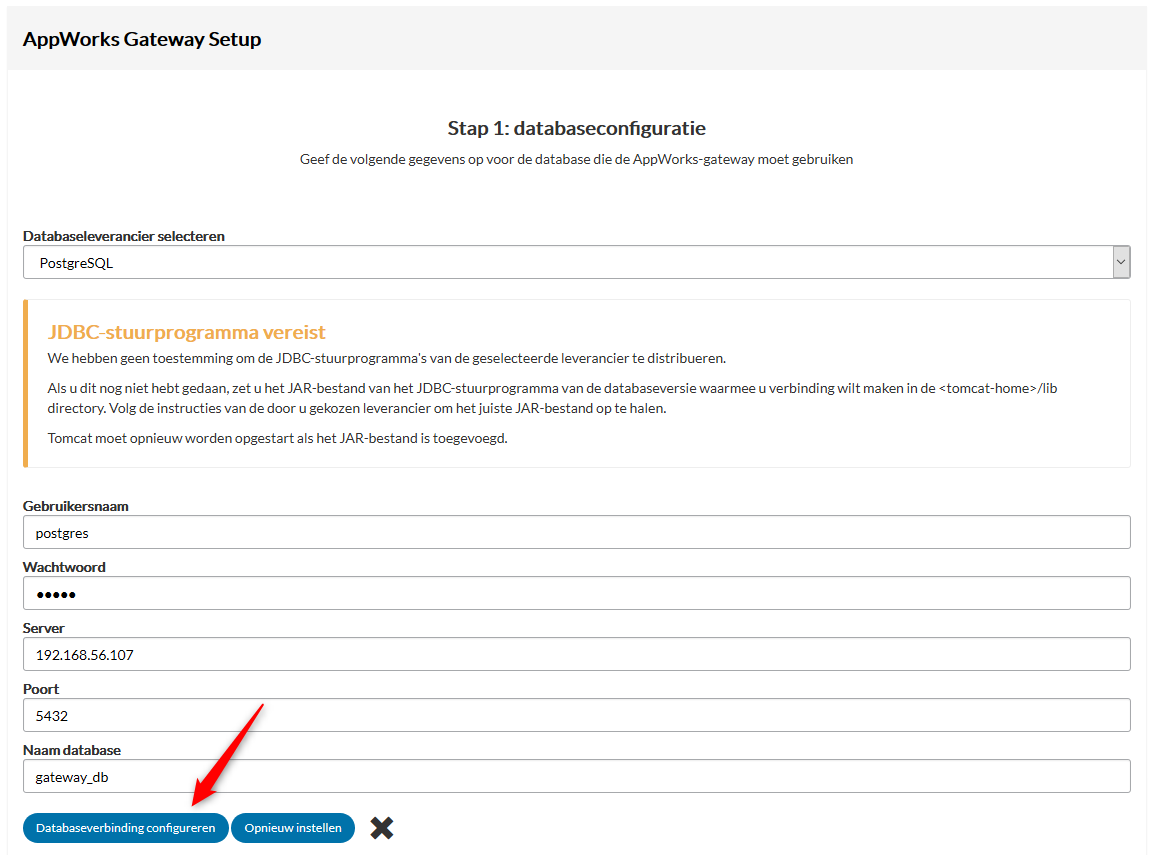 AppWorks Gateway Setup
Stap 1: databaseconfiguratie
Geef de volgende gegevens op voor de database die de AppWorks-gateway moet gebruiken
Databaseleverancier selecteren
PostgreSQL
JDBC-stuurprogramma vereist
We hebben geen toestemming om de JDBC-stuurprogramma's van de geselecteerde leverancier te distribueren.
Als u dit nog niet hebt gedaan, zet u het JAR-bestand van het JDBC-stuurprogramma van de databaseversie waarmee u verbinding wilt maken in de <tomcat-home>/lib
directory. Volg de instructies van de door u gekozen leverancier om het juiste JAR-bestand op te halen.
Tomcat moet opnieuw worden opgestart als het JAR-bestand is toegevoegd.
Gebruikersnaam
postgres
Wachtwoord
•••••
Server
192.168.56.107
Poort
5432
Naam database
gateway_db
Databaseverbinding configureren Opnieuw instellen